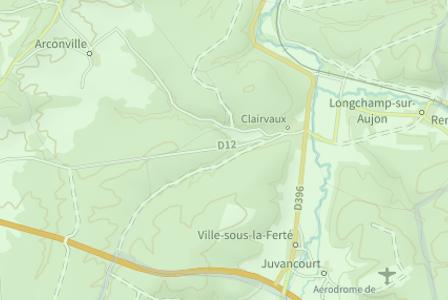 Arconville
Longchamp-sur-
Aujon
Clairvaux
D12
D396
Ville-sous-la-Ferté
Juvancourt
Aérodrome de